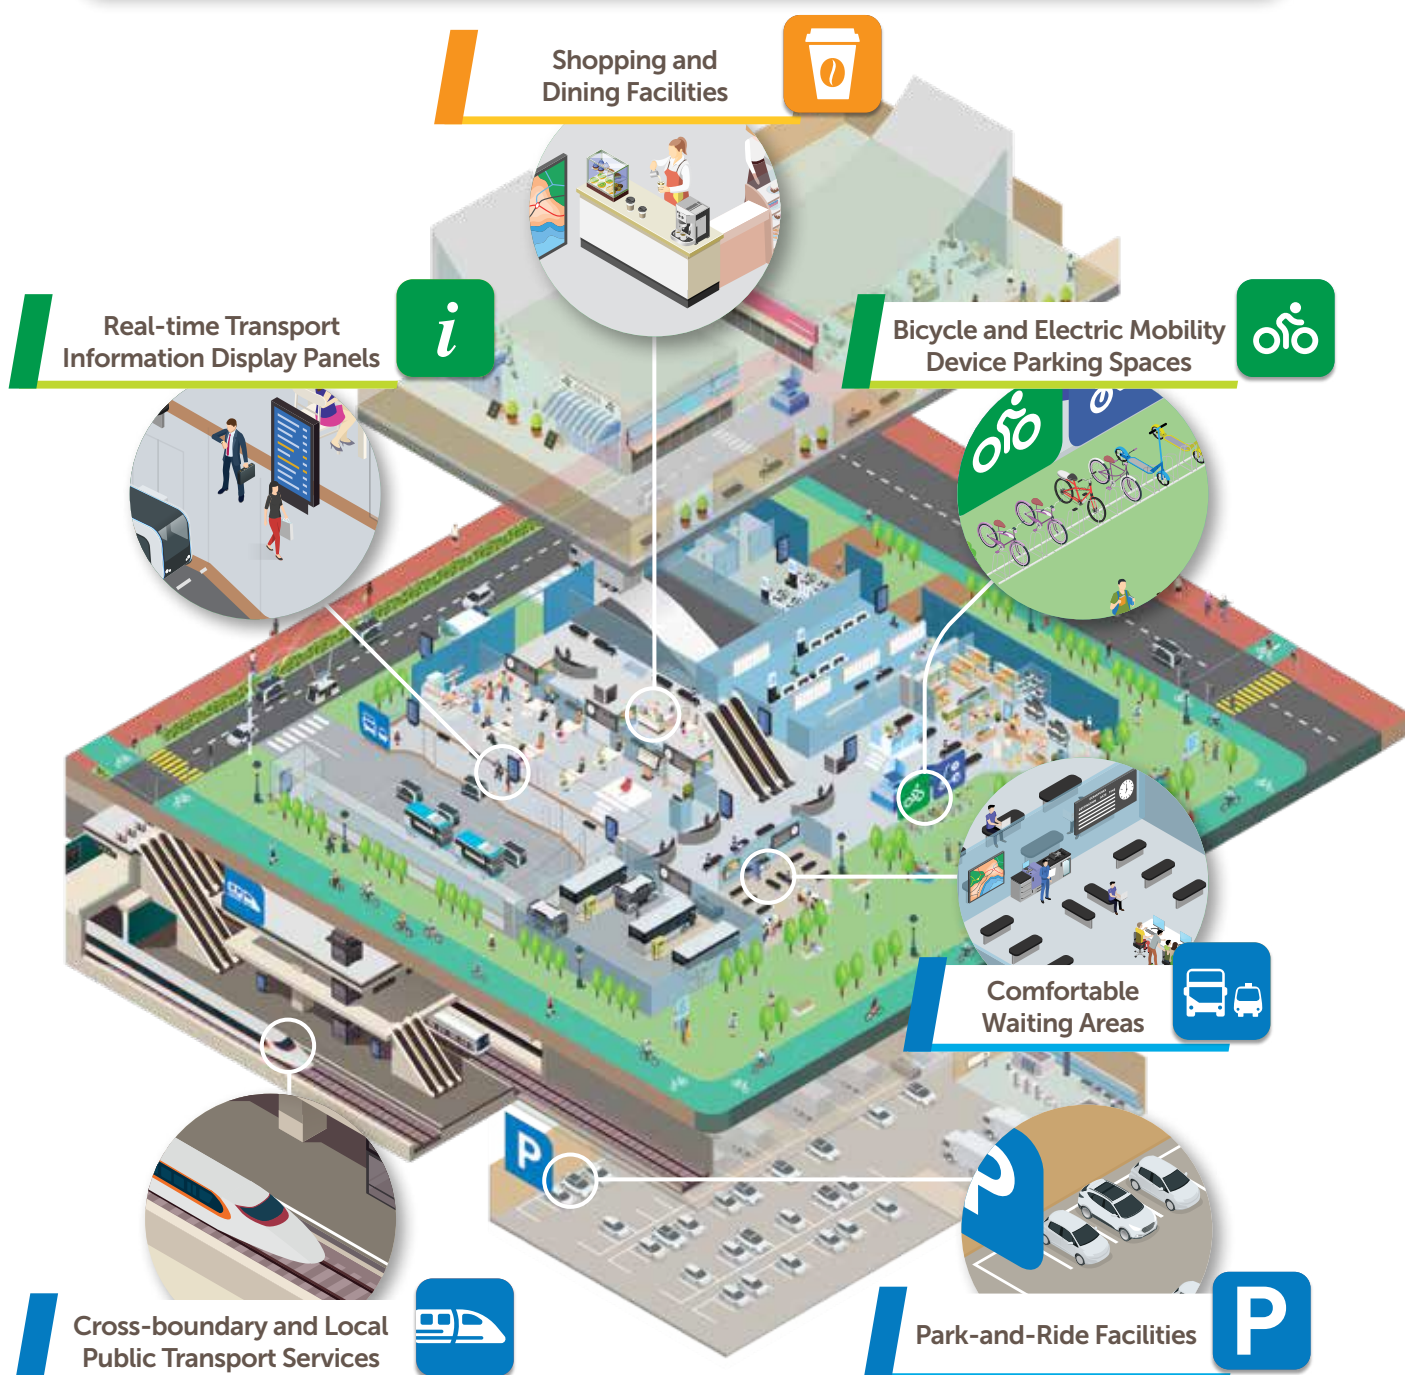 Shopping and
Dining Facilities
Real-time Transport
Information Display Panels
i
Bicycle and Electric Mobility
Device Parking Spaces
Comfortable
Waiting Areas
P
P
Cross-boundary and Local
Public Transport Services
Park-and-Ride Facilities
P